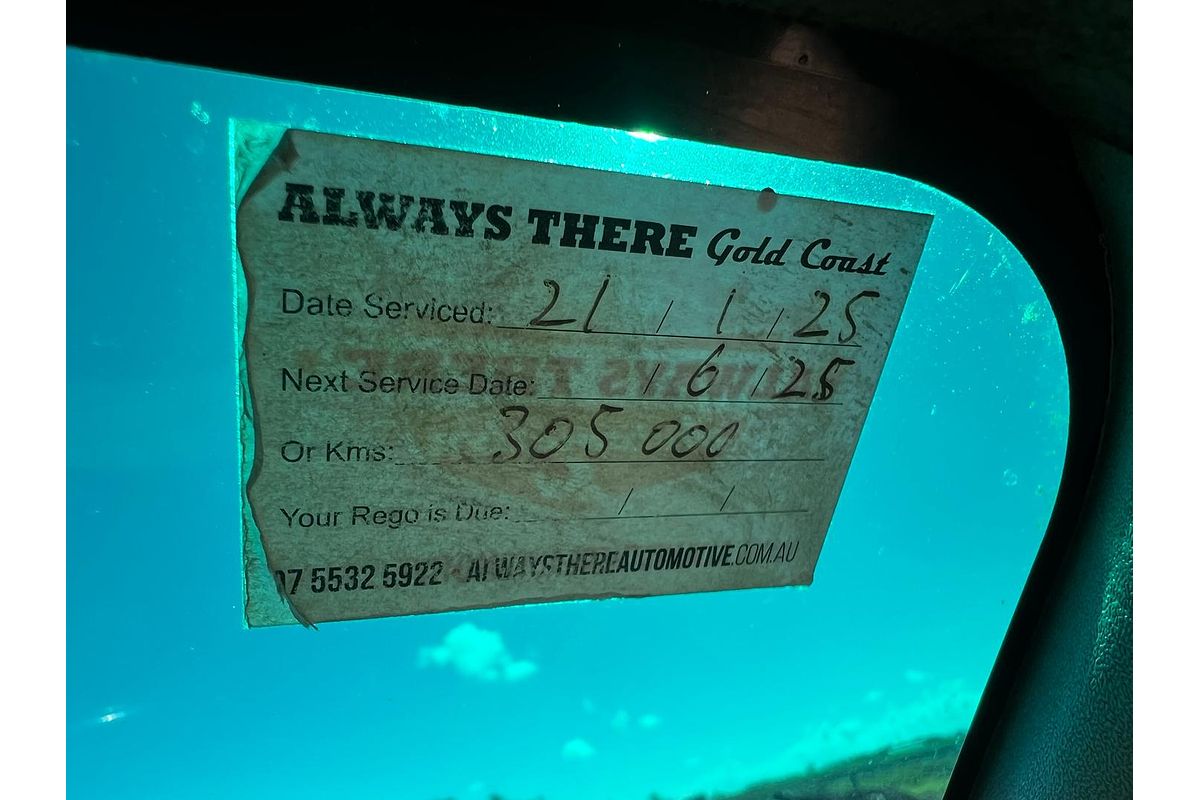 ALWAYS THERE Gold Coast
Date Serviced: 21 / 1 / 25
Next Service Date: / 6 / 25
Or Kms: 305 000
Your Rego is Due: / /
07 5532 5922 • ALWAYSTHEREAUTOMOTIVE.COM.AU